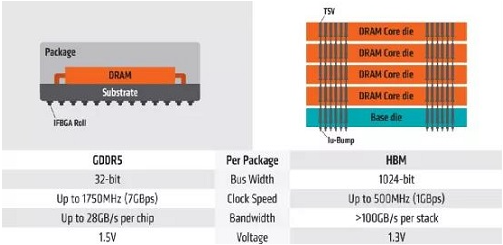 TSV
Package
DRAM
Substrate
IFBGA Roll
DRAM Core die
DRAM Core die
DRAM Core die
DRAM Core die
Base die
Iu-Bump
GDDR5 Per Package HBM
32-bit Bus Width 1024-bit
Up to 1750MHz (7GBps) Clock Speed Up to 500MHz (1GBps)
Up to 28GB/s per chip Bandwidth >100GB/s per stack
1.5V Voltage 1.3V